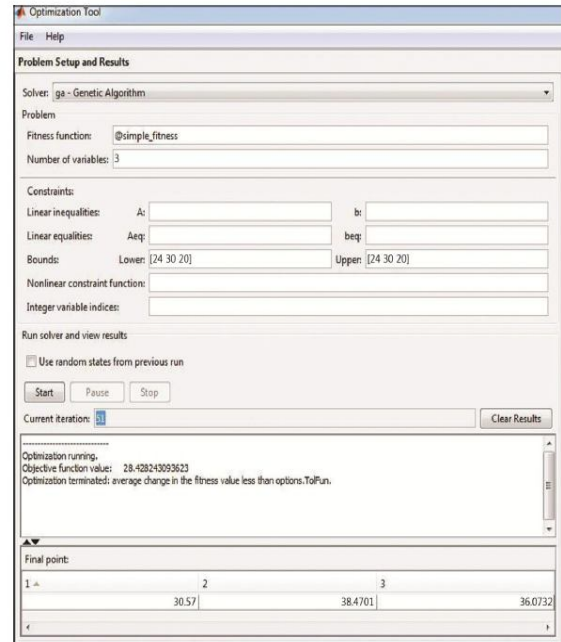 Optimization Tool
File Help
Problem Setup and Results
Solver: ga - Genetic Algorithm
Problem
Fitness function: @simple_fitness
Number of variables: 3
Constraints:
Linear inequalities: A: b:
Linear equalities: Aeq: beq:
Bounds: Lower: [24 30 20] Upper: [24 30 20]
Nonlinear constraint function:
Integer variable indices:
Run solver and view results
Use random states from previous run
Start Pause Stop
Current iteration: 51 Clear Results
Optimization running.
Objective function value: 28.428243093623
Optimization terminated: average change in the fitness value less than options.TolFun.
Final point:
1 2 3
30.57 38.4701 36.0732